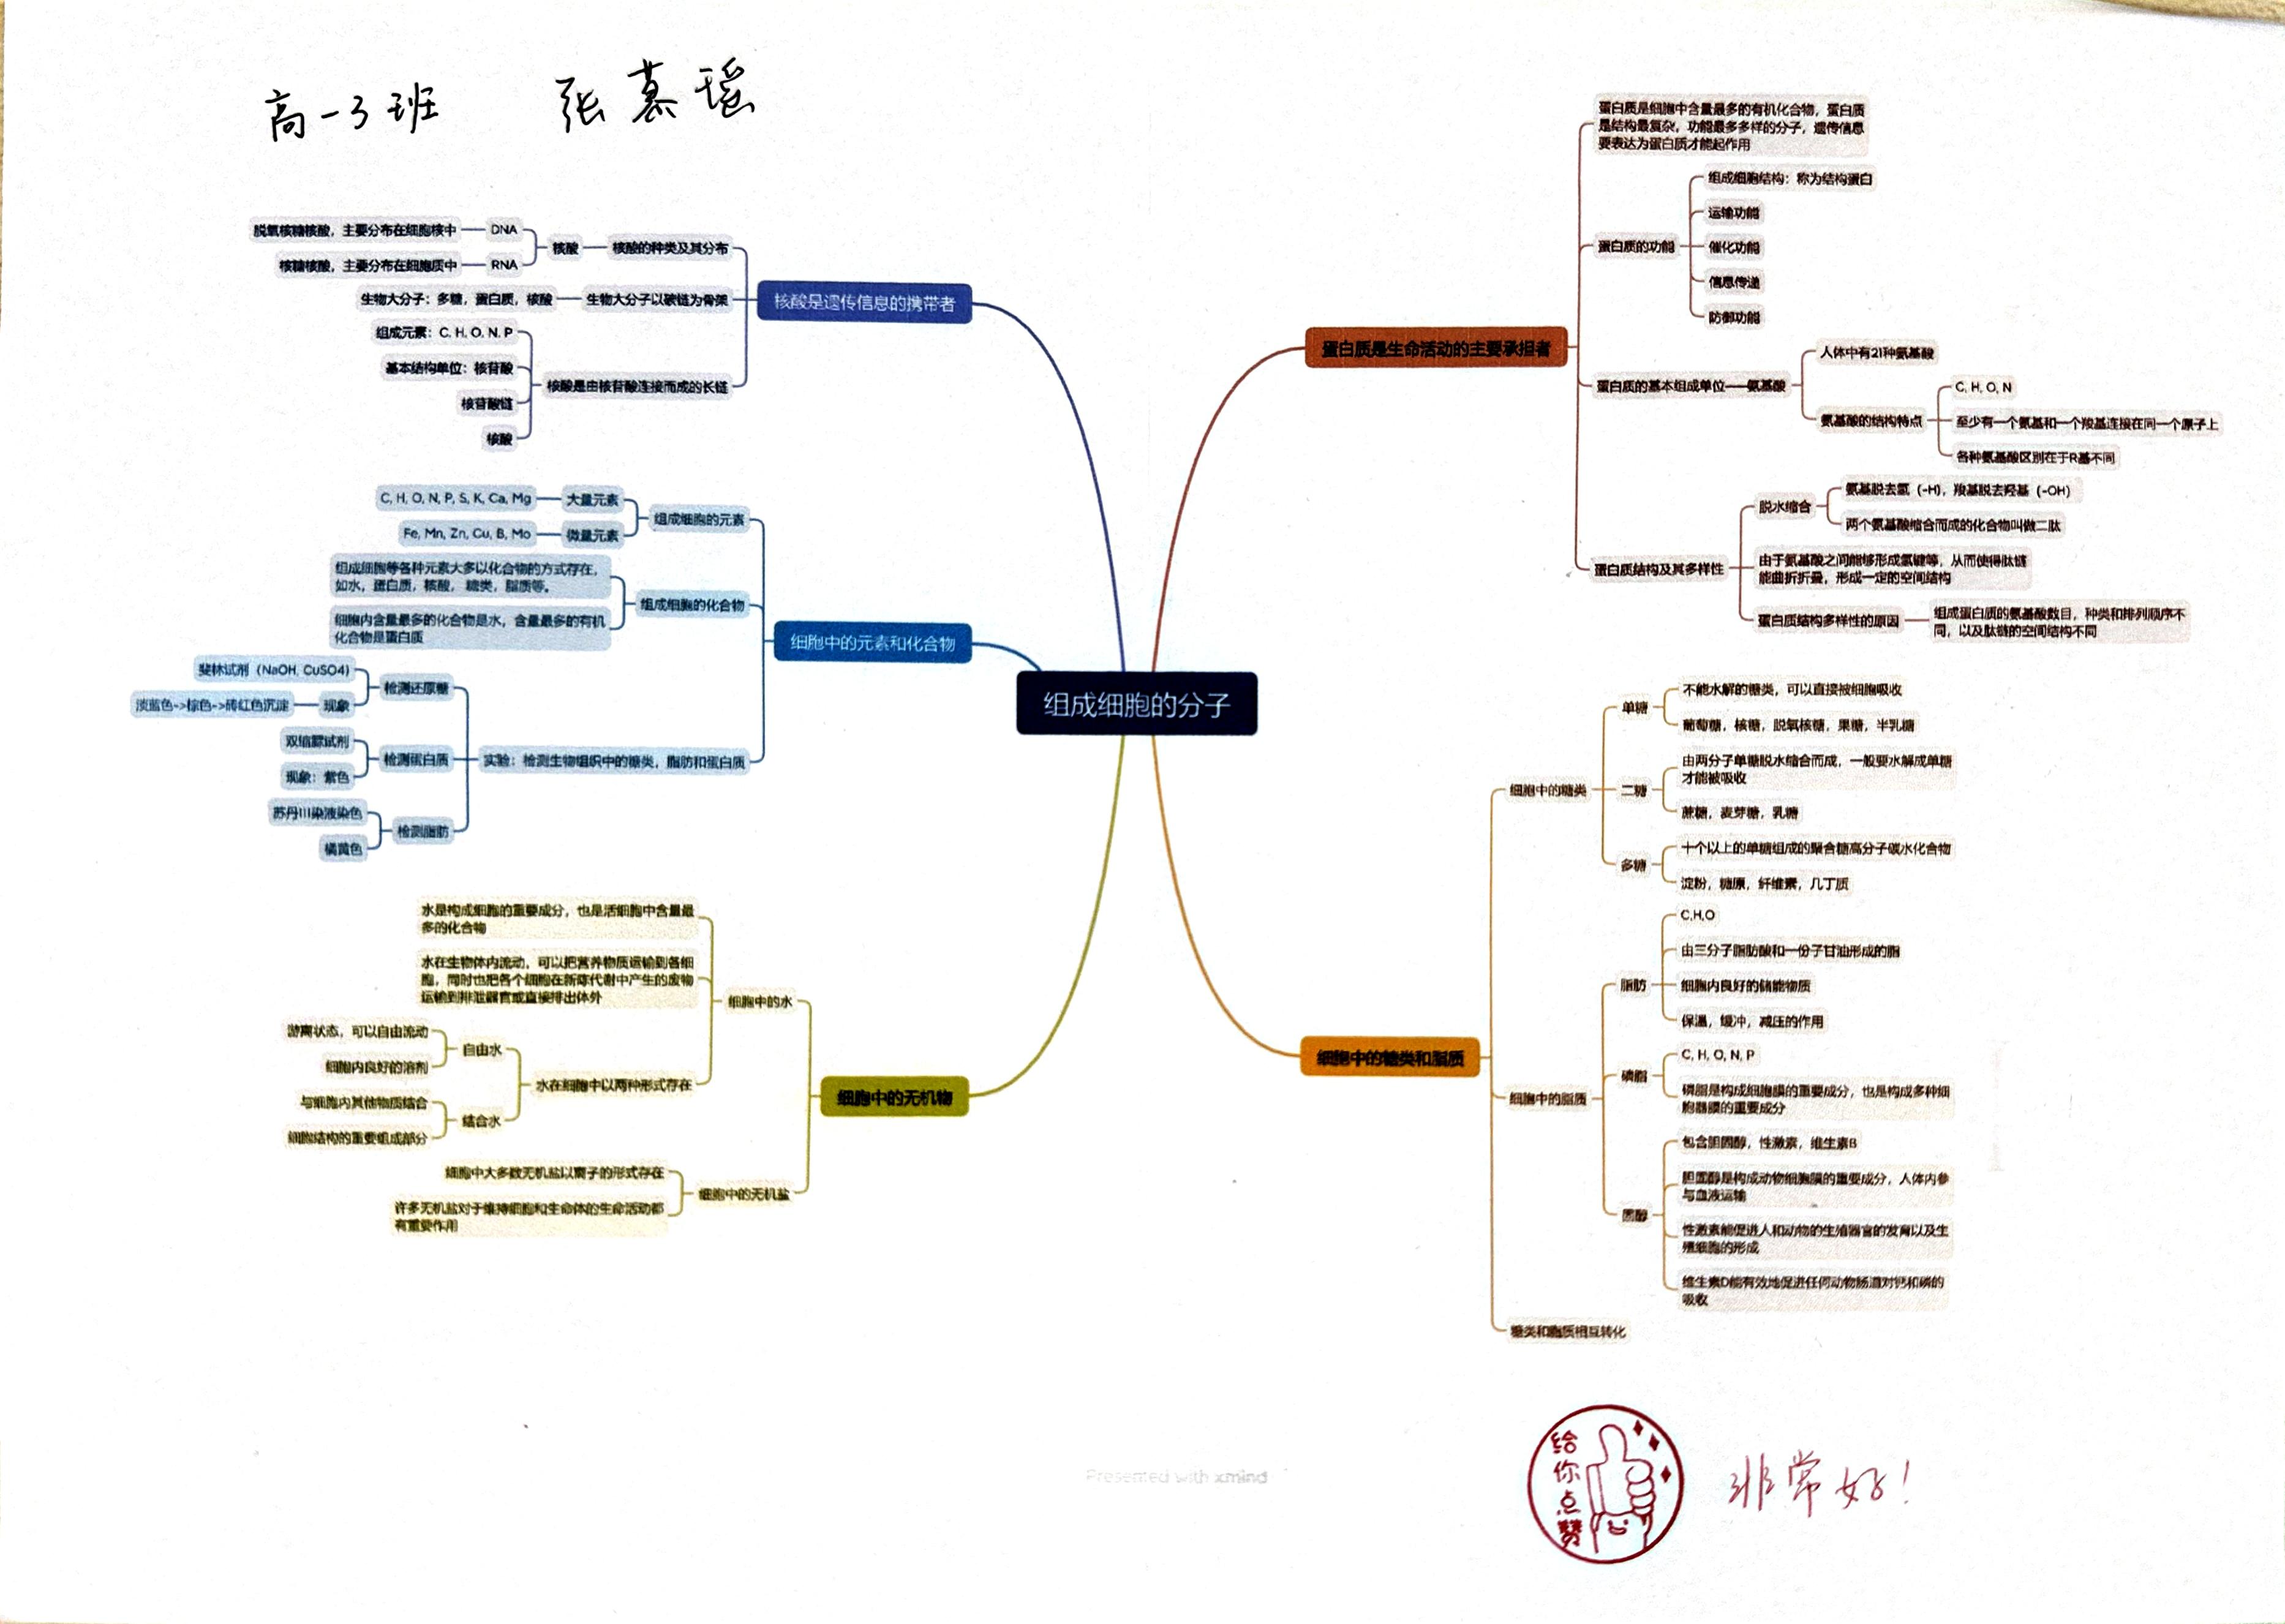 高一3班 张慕瑶
组成细胞的分子
核酸是遗传信息的携带者
核酸的种类及其分布
核酸
DNA
脱氧核糖核酸，主要分布在细胞核中
RNA
核糖核酸，主要分布在细胞质中
生物大分子以碳链为骨架
生物大分子：多糖，蛋白质，核酸
核酸是由核苷酸连接而成的长链
组成元素：C, H, O, N, P
基本结构单位：核苷酸
核苷酸链
核酸
细胞中的元素和化合物
组成细胞的元素
大量元素
C, H, O, N, P, S, K, Ca, Mg
微量元素
Fe, Mn, Zn, Cu, B, Mo
组成细胞的化合物
组成细胞等各种元素大多以化合物的方式存在，
如水，蛋白质，核酸，糖类，脂质等。
细胞内含量最多的化合物是水，含量最多的有机
化合物是蛋白质
实验：检测生物组织中的糖类，脂肪和蛋白质
检测还原糖
斐林试剂（NaOH, CuSO4)
现象
淡蓝色->棕色->砖红色沉淀
检测蛋白质
双缩脲试剂
现象：紫色
检测脂肪
苏丹III染液染色
橘黄色
细胞中的无机物
细胞中的水
水是构成细胞的重要成分，也是活细胞中含量最
多的化合物
水在生物体内流动，可以把营养物质运输到各细
胞，同时也把各个细胞在新陈代谢中产生的废物
运输到排泄器官或直接排出体外
水在细胞中以两种形式存在
自由水
游离状态，可以自由流动
细胞内良好的溶剂
结合水
与细胞内其他物质结合
细胞结构的重要组成部分
细胞中的无机盐
细胞中大多数无机盐以离子的形式存在
许多无机盐对于维持细胞和生命体的生命活动都
有重要作用
蛋白质是生命活动的主要承担者
蛋白质是细胞中含量最多的有机化合物，蛋白质
是结构最复杂，功能最多多样的分子，遗传信息
要表达为蛋白质才能起作用
蛋白质的功能
组成细胞结构：称为结构蛋白
运输功能
催化功能
信息传递
防御功能
蛋白质的基本组成单位——氨基酸
人体中有21种氨基酸
氨基酸的结构特点
C, H, O, N
至少有一个氨基和一个羧基连接在同一个原子上
各种氨基酸区别在于R基不同
蛋白质结构及其多样性
脱水缩合
氨基脱去氢（-H)，羧基脱去羟基（-OH）
两个氨基酸缩合而成的化合物叫做二肽
由于氨基酸之间能够形成氢键等，从而使得肽链
能曲折折叠，形成一定的空间结构
蛋白质结构多样性的原因
组成蛋白质的氨基酸数目，种类和排列顺序不
同，以及肽链的空间结构不同
细胞中的糖类和脂质
细胞中的糖类
单糖
不能水解的糖类，可以直接被细胞吸收
葡萄糖，核糖，脱氧核糖，果糖，半乳糖
二糖
由两分子单糖脱水缩合而成，一般要水解成单糖
才能被吸收
蔗糖，麦芽糖，乳糖
多糖
十个以上的单糖组成的聚合糖高分子碳水化合物
淀粉，糖原，纤维素，几丁质
细胞中的脂质
脂肪
C,H,O
由三分子脂肪酸和一份子甘油形成的脂
细胞内良好的储能物质
保温，缓冲，减压的作用
磷脂
C, H, O, N, P
磷脂是构成细胞膜的重要成分，也是构成多种细
胞器膜的重要成分
固醇
包含胆固醇，性激素，维生素B
胆固醇是构成动物细胞膜的重要成分，人体内参
与血液运输
性激素能促进人和动物的生殖器官的发育以及生
殖细胞的形成
维生素D能有效地促进任何动物肠道对钙和磷的
吸收
糖类和脂质相互转化
Presented with xmind
给你点赞
非常好！